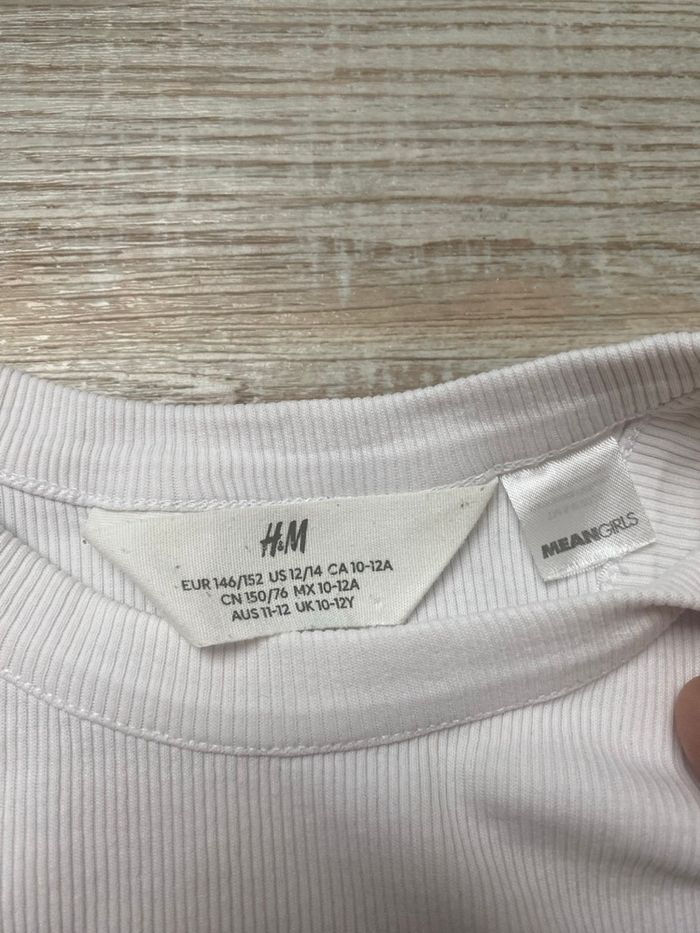 H&M
EUR 146/152 US 12/14 CA 10-12A
CN 150/76 MX 10-12A
AUS 11-12 UK 10-12Y
MEANGIRLS